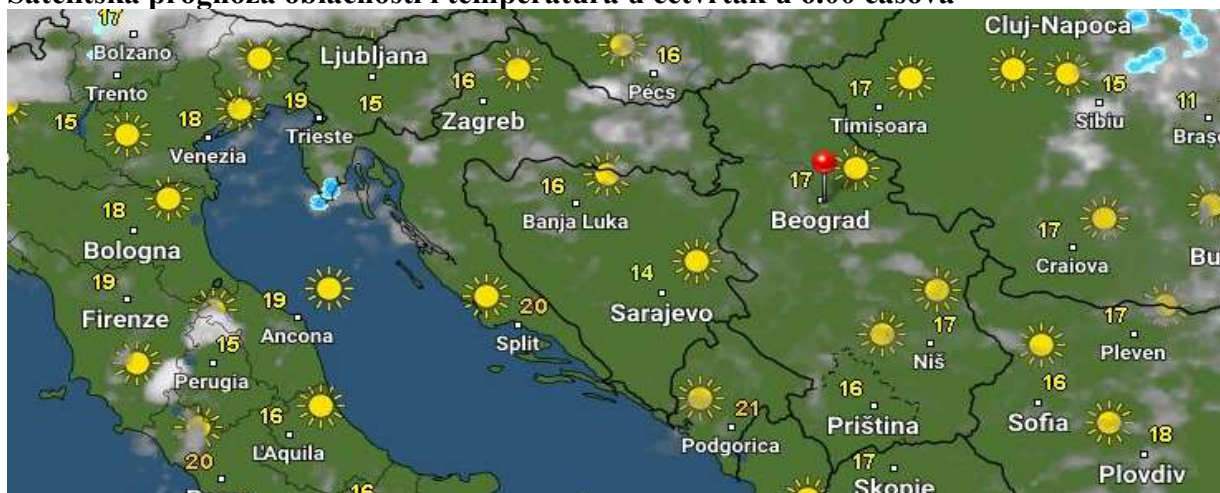 Satelitska prognoza oblačnosti i temperatura u četvrtak u 8.00 časova
17
Bolzano
Ljubljana
16
Cluj-Napoca
Trento
16
Pécs
17
15
15
18
19
15
Zagreb
Timișoara
Sibiu
11
Venezia
Trieste
17
16
Banja Luka
Beograd
18
Bologna
17
Craiova
14
19
19
20
Sarajevo
Firenze
Ancona
Split
17
17
15
Niš
Pleven
Perugia
16
16
16
21
Priština
Sofia
L'Aquila
Podgorica
18
20
17
Plovdiv
16
Skopje